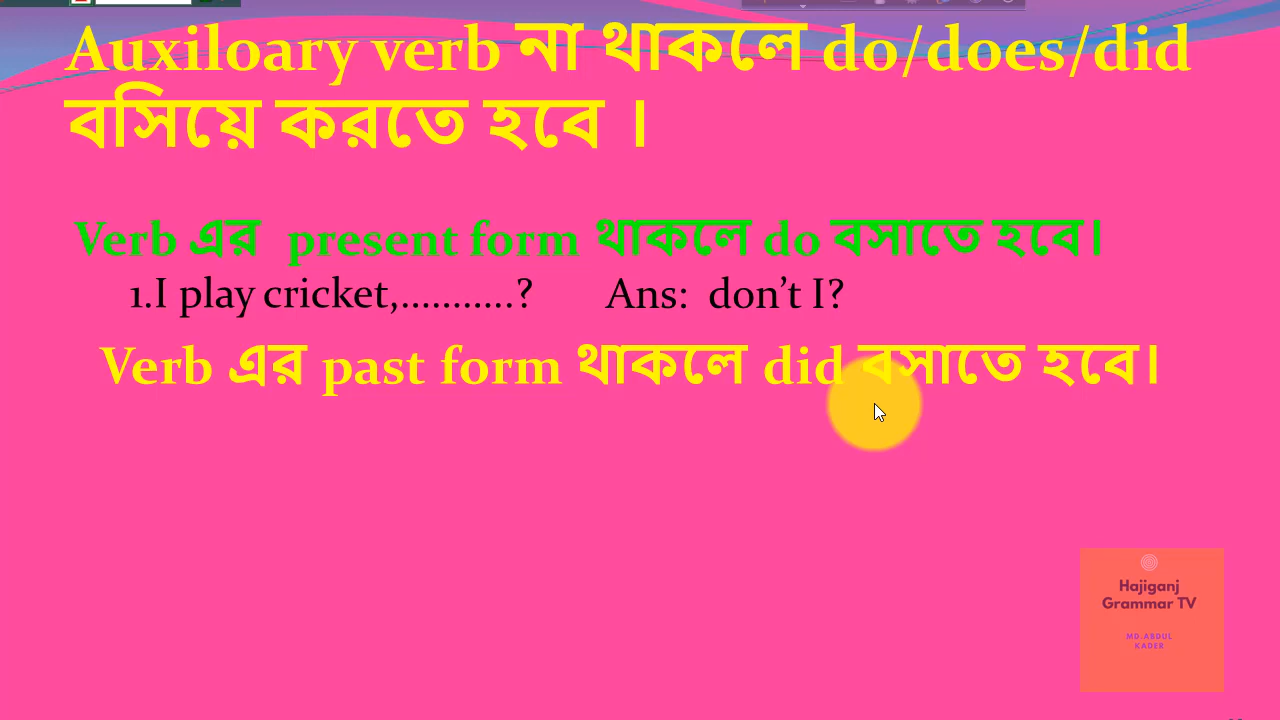 Auxiloary verb না থাকলে do/does/did
বসিয়ে করতে হবে ।
Verb এর present form থাকলে do বসাতে হবে।
1.I play cricket,...........? Ans: don’t I?
Verb এর past form থাকলে did বসাতে হবে।
Hajiganj
Grammar TV
MD.ABDUL
KADER